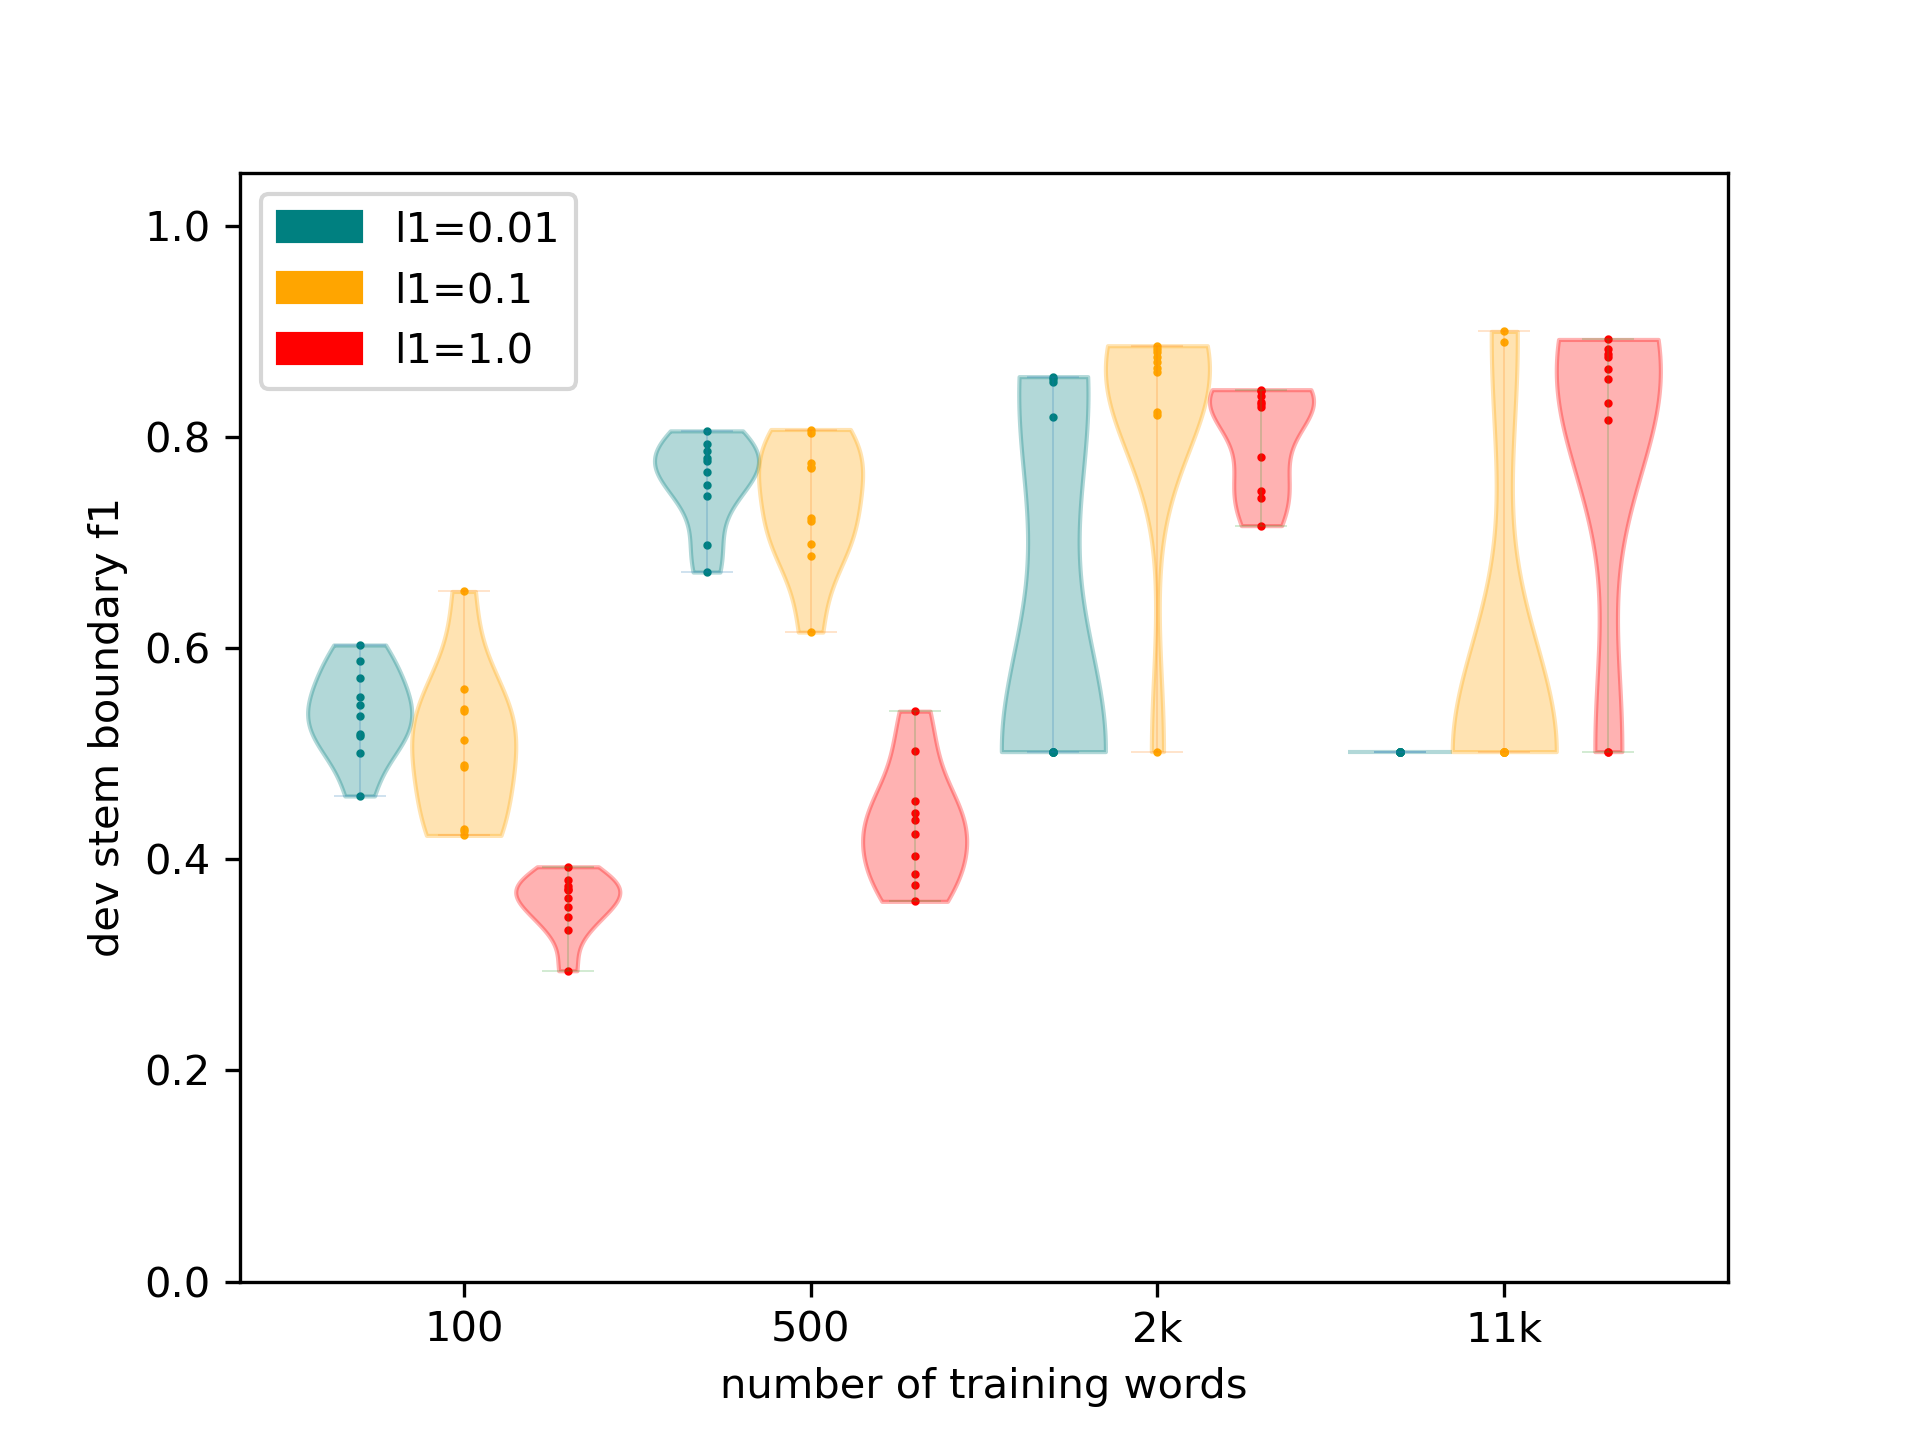 l1=0.01
l1=0.1
l1=1.0
dev stem boundary f1
1.0
0.8
0.6
0.4
0.2
0.0
100 500 2k 11k
number of training words